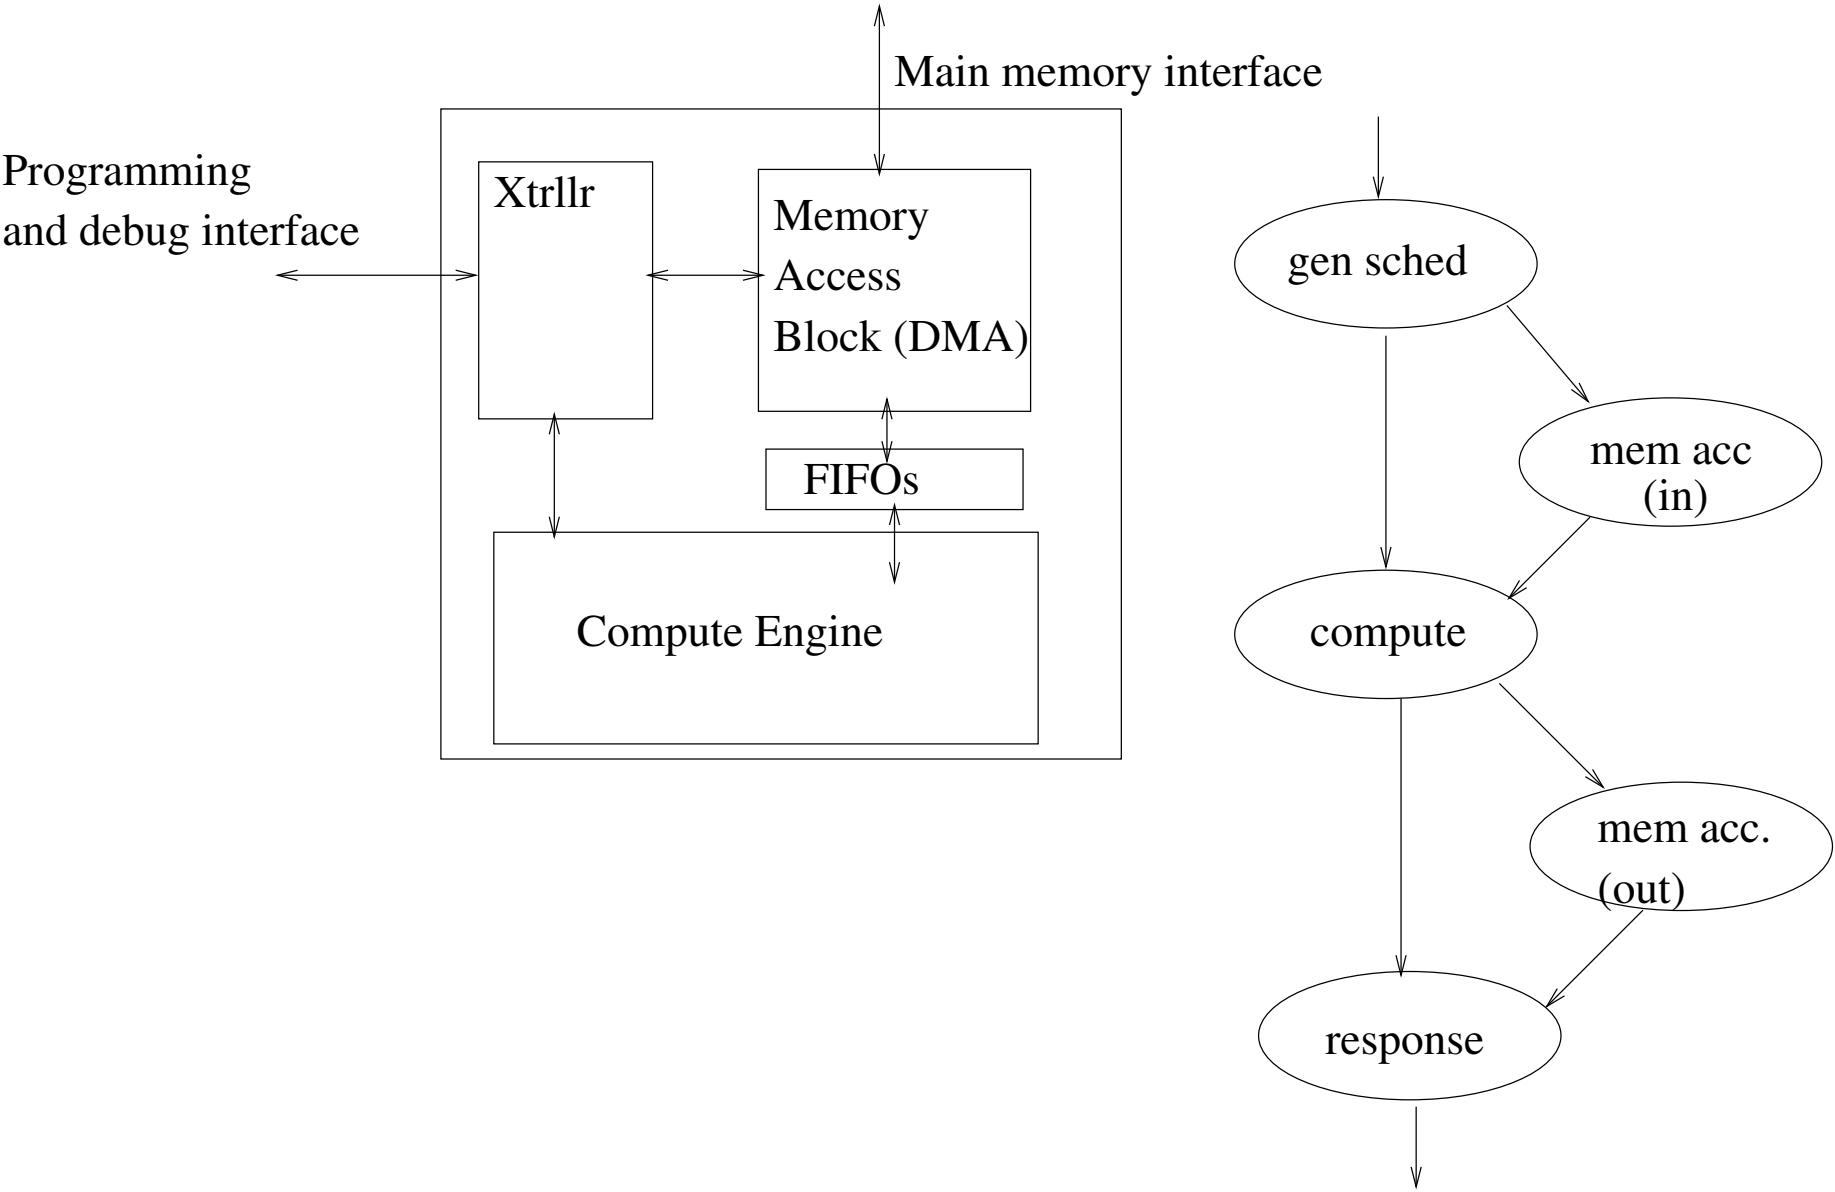 Main memory interface
Programming
and debug interface
Xtrllr
Memory
Access
Block (DMA)
FIFOs
Compute Engine
gen sched
mem acc
(in)
compute
mem acc.
(out)
response